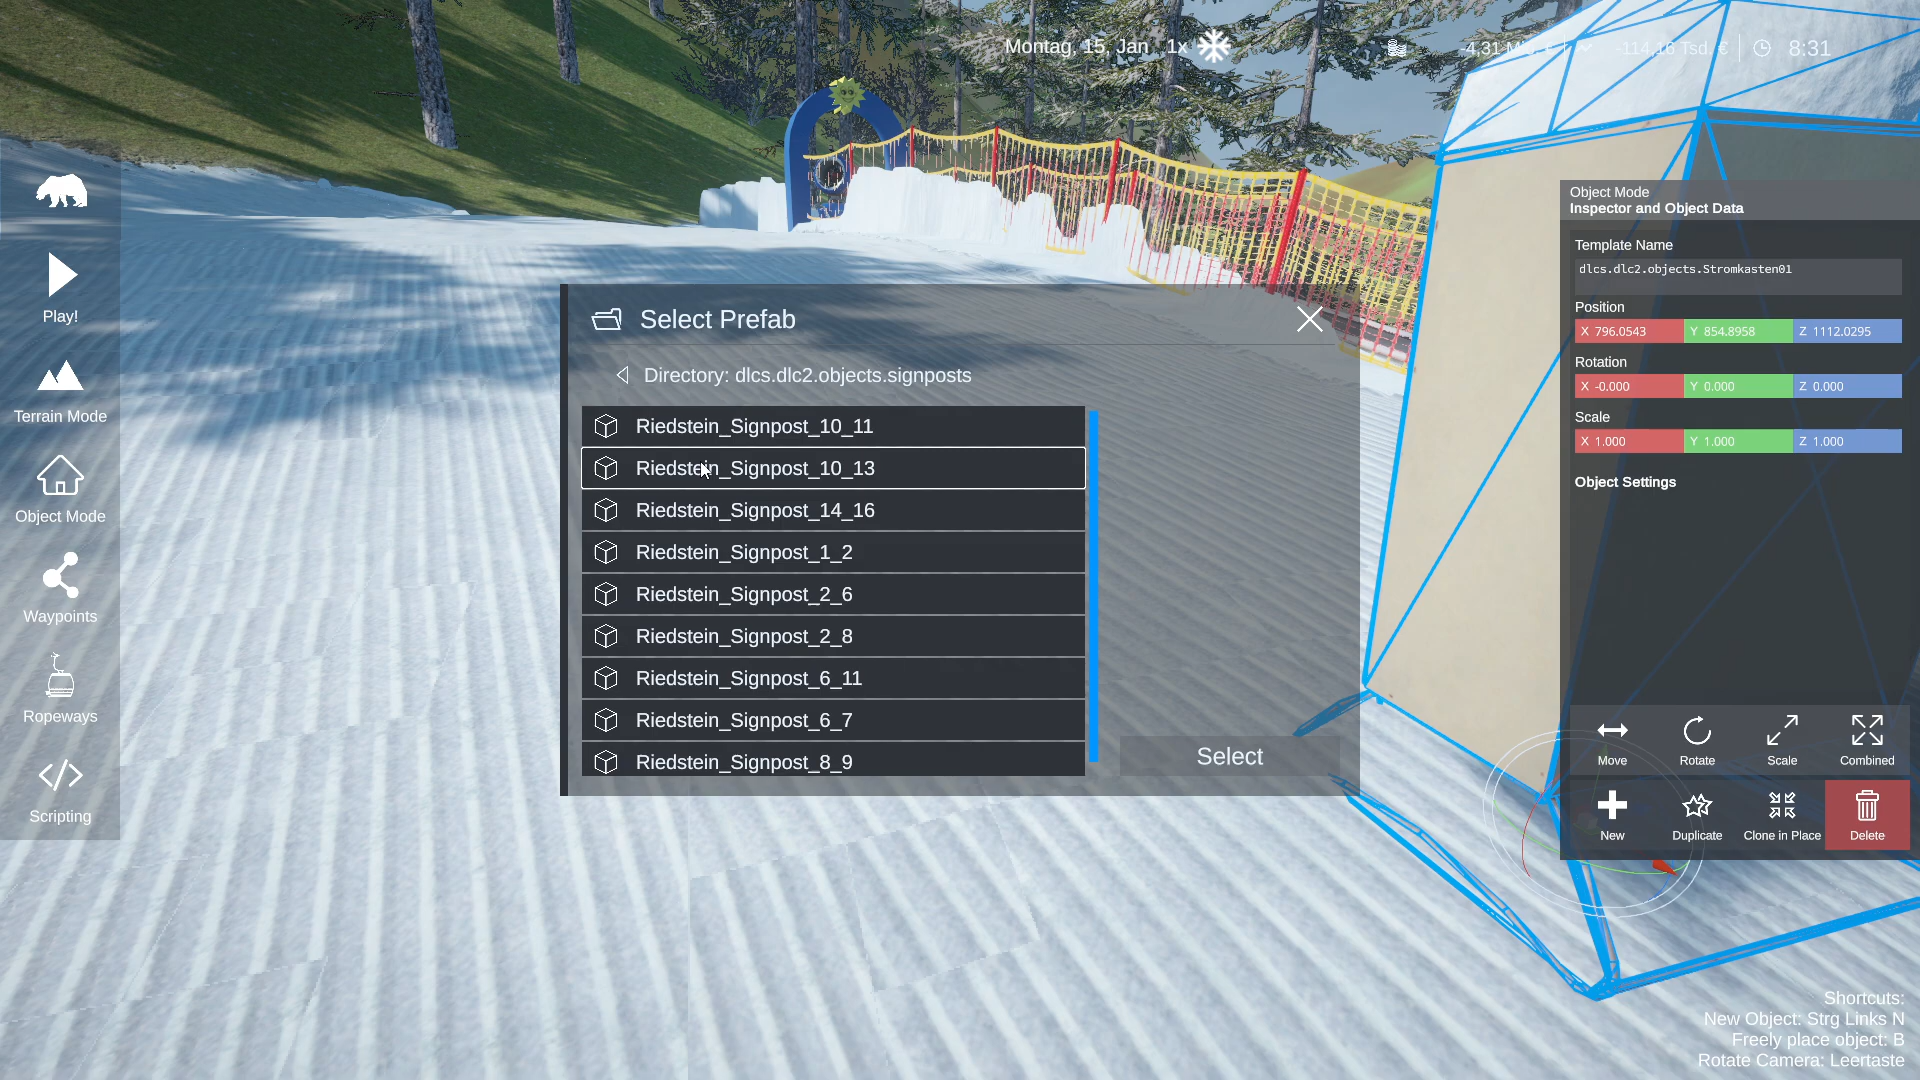 Montag, 15, Jan 1x
8:31
Play!
Terrain Mode
Object Mode
Waypoints
Ropeways
Scripting
Select Prefab
Directory: dlcs.dlc2.objects.signposts
Riedstein_Signpost_10_11
Riedstein_Signpost_10_13
Riedstein_Signpost_14_16
Riedstein_Signpost_1_2
Riedstein_Signpost_2_6
Riedstein_Signpost_2_8
Riedstein_Signpost_6_11
Riedstein_Signpost_6_7
Riedstein_Signpost_8_9
Select
Object Mode
Inspector and Object Data
Template Name
dlcs.dlc2.objects.Stromkasten01
Position
X 796.0543 Y 854.8958 Z 1112.0295
Rotation
X -0.000 Y 0.000 Z 0.000
Scale
X 1.000 Y 1.000 Z 1.000
Object Settings
Move Rotate Scale Combined
New Duplicate Clone in Place Delete
Shortcuts:
New Object: Strg Links N
Freely place object: B
Rotate Camera: Leertaste